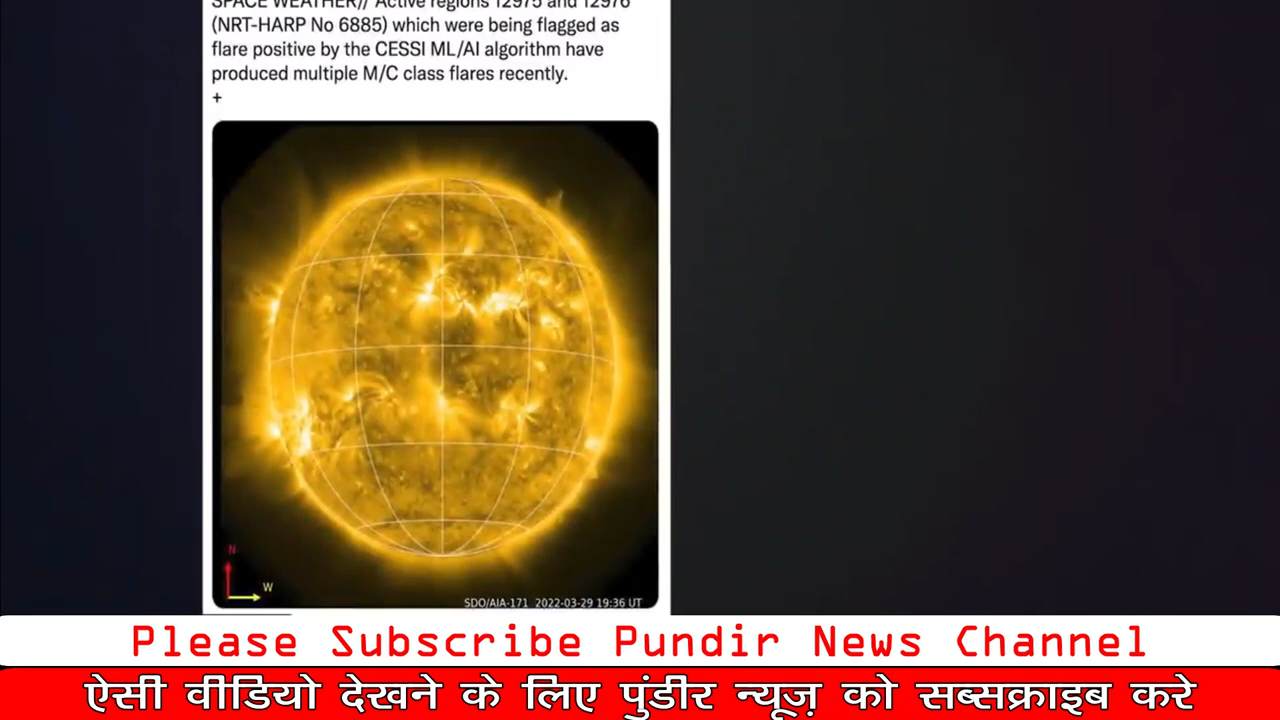 SPACE WEATHER// Active regions 12975 and 12976
(NRT-HARP No 6885) which were being flagged as
flare positive by the CESSI ML/AI algorithm have
produced multiple M/C class flares recently.
+
N
W
SDO/AIA-171 2022-03-29 19:36 UT
Please Subscribe Pundir News Channel
ऐसी वीडियो देखने के लिए पुंडीर न्यूज़ को सब्सक्राइब करे